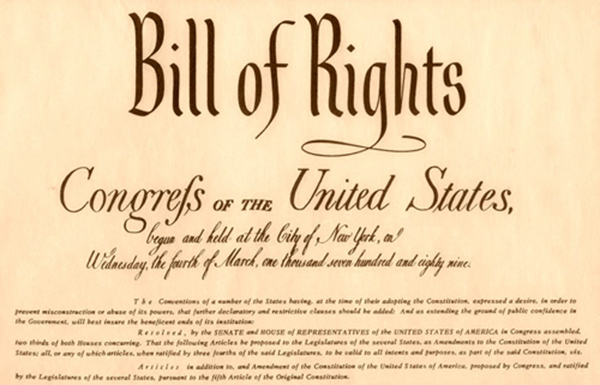 Bill of Rights
Congreſs OF THE United States,
begun and held at the City of New York, on
Wednesday, the fourth of March, one thousand seven hundred and eighty nine.
The Conventions of a number of the States having, at the time of their adopting the Constitution, expressed a desire, in order to
prevent misconstruction or abuse of its powers, that further declaratory and restrictive clauses should be added: And as extending the ground of public confidence in
the Government, will best insure the beneficent ends of its institution:
Resolved, by the SENATE and HOUSE of REPRESENTATIVES of the UNITED STATES of AMERICA in Congress assembled,
two thirds of both Houses concurring. That the following Articles be proposed to the Legislatures of the several States, as Amendments to the Constitution of the United
States; all, or any of which articles, when ratified by three fourths of the said Legislatures, to be valid to all intents and purposes, as part of the said Constitution, viz.
Articles in addition to, and Amendment of the Constitution of the United States of America, proposed by Congress, and ratified
by the Legislatures of the several States, pursuant to the fifth Article of the Original Constitution.